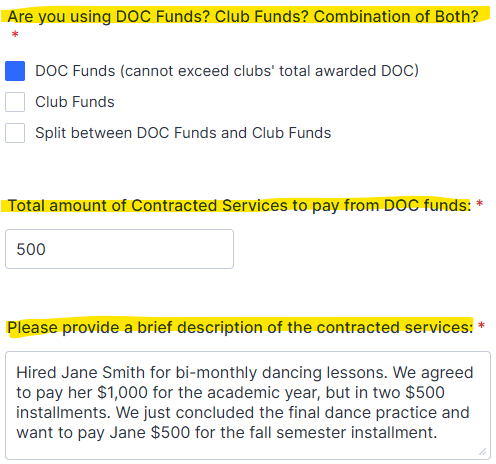 Are you using DOC Funds? Club Funds? Combination of Both?
*
DOC Funds (cannot exceed clubs' total awarded DOC)
Club Funds
Split between DOC Funds and Club Funds
Total amount of Contracted Services to pay from DOC funds: *
500
Please provide a brief description of the contracted services: *
Hired Jane Smith for bi-monthly dancing lessons. We agreed
to pay her $1,000 for the academic year, but in two $500
installments. We just concluded the final dance practice and
want to pay Jane $500 for the fall semester installment.